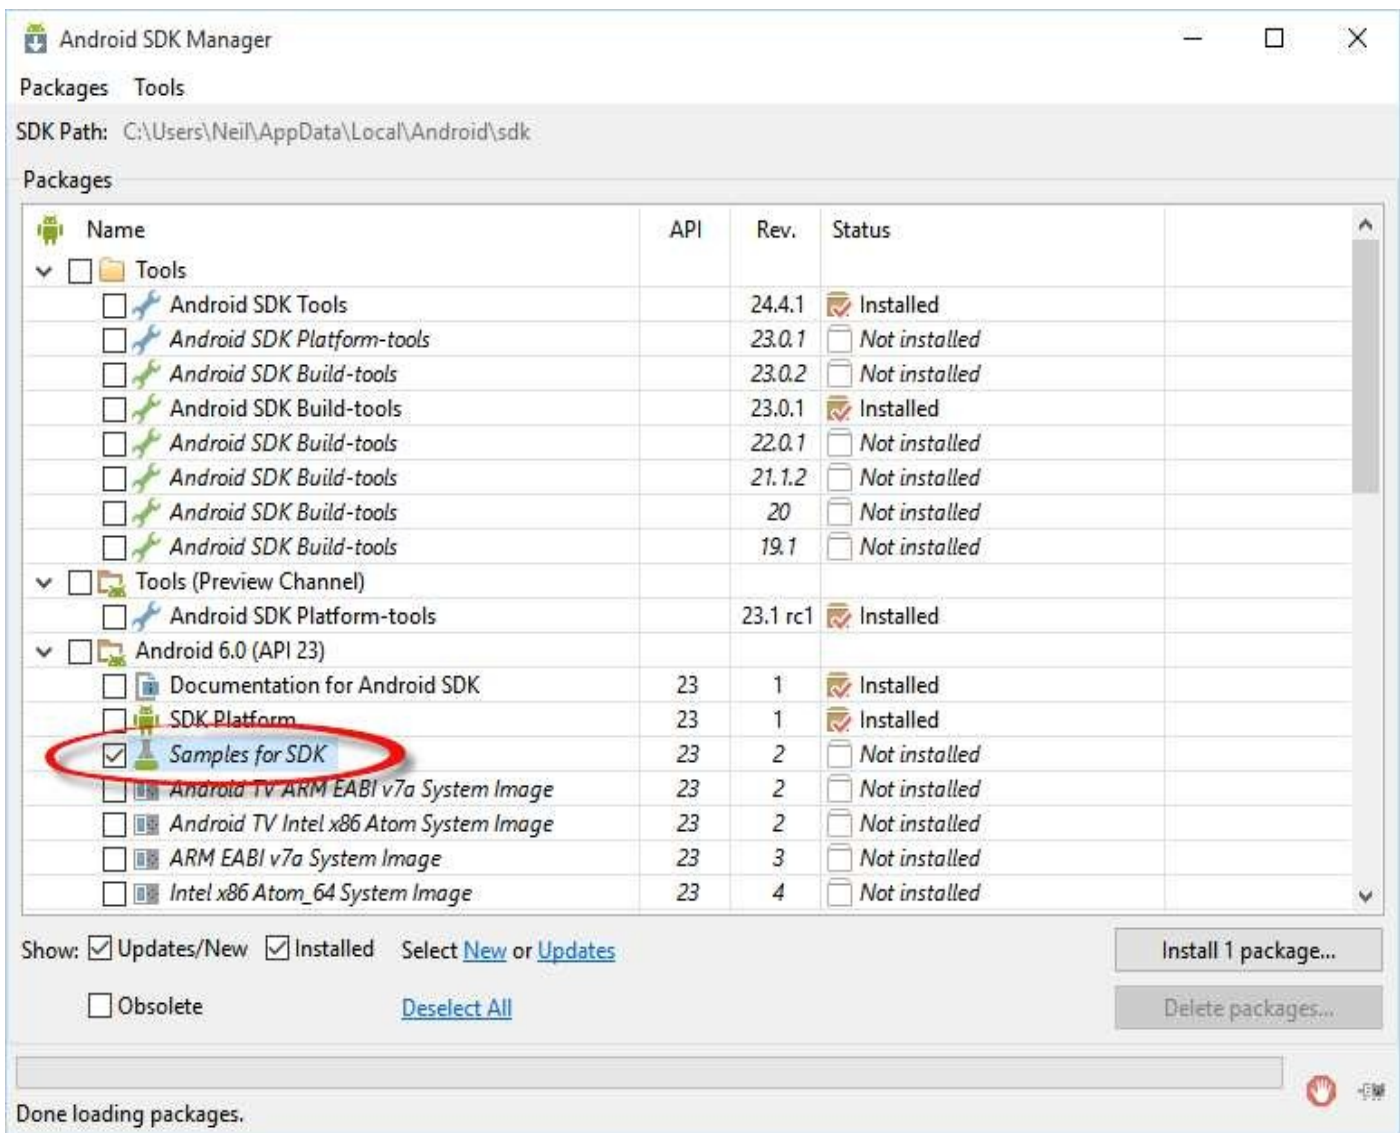 Android SDK Manager
Packages Tools
SDK Path: C:\Users\Neil\AppData\Local\Android\sdk
Packages
Name API Rev. Status
Tools
Android SDK Tools 24.4.1 Installed
Android SDK Platform-tools 23.0.1 Not installed
Android SDK Build-tools 23.0.2 Not installed
Android SDK Build-tools 23.0.1 Installed
Android SDK Build-tools 22.0.1 Not installed
Android SDK Build-tools 21.1.2 Not installed
Android SDK Build-tools 20 Not installed
Android SDK Build-tools 19.1 Not installed
Tools (Preview Channel)
Android SDK Platform-tools 23.1 rc1 Installed
Android 6.0 (API 23)
Documentation for Android SDK 23 1 Installed
SDK Platform 23 1 Installed
Samples for SDK 23 2 Not installed
Android TV ARM EABI v7a System Image 23 2 Not installed
Android TV Intel x86 Atom System Image 23 2 Not installed
ARM EABI v7a System Image 23 3 Not installed
Intel x86 Atom_64 System Image 23 4 Not installed
Show: Updates/New Installed Select New or Updates Install 1 package...
Obsolete Deselect All Delete packages...
Done loading packages.